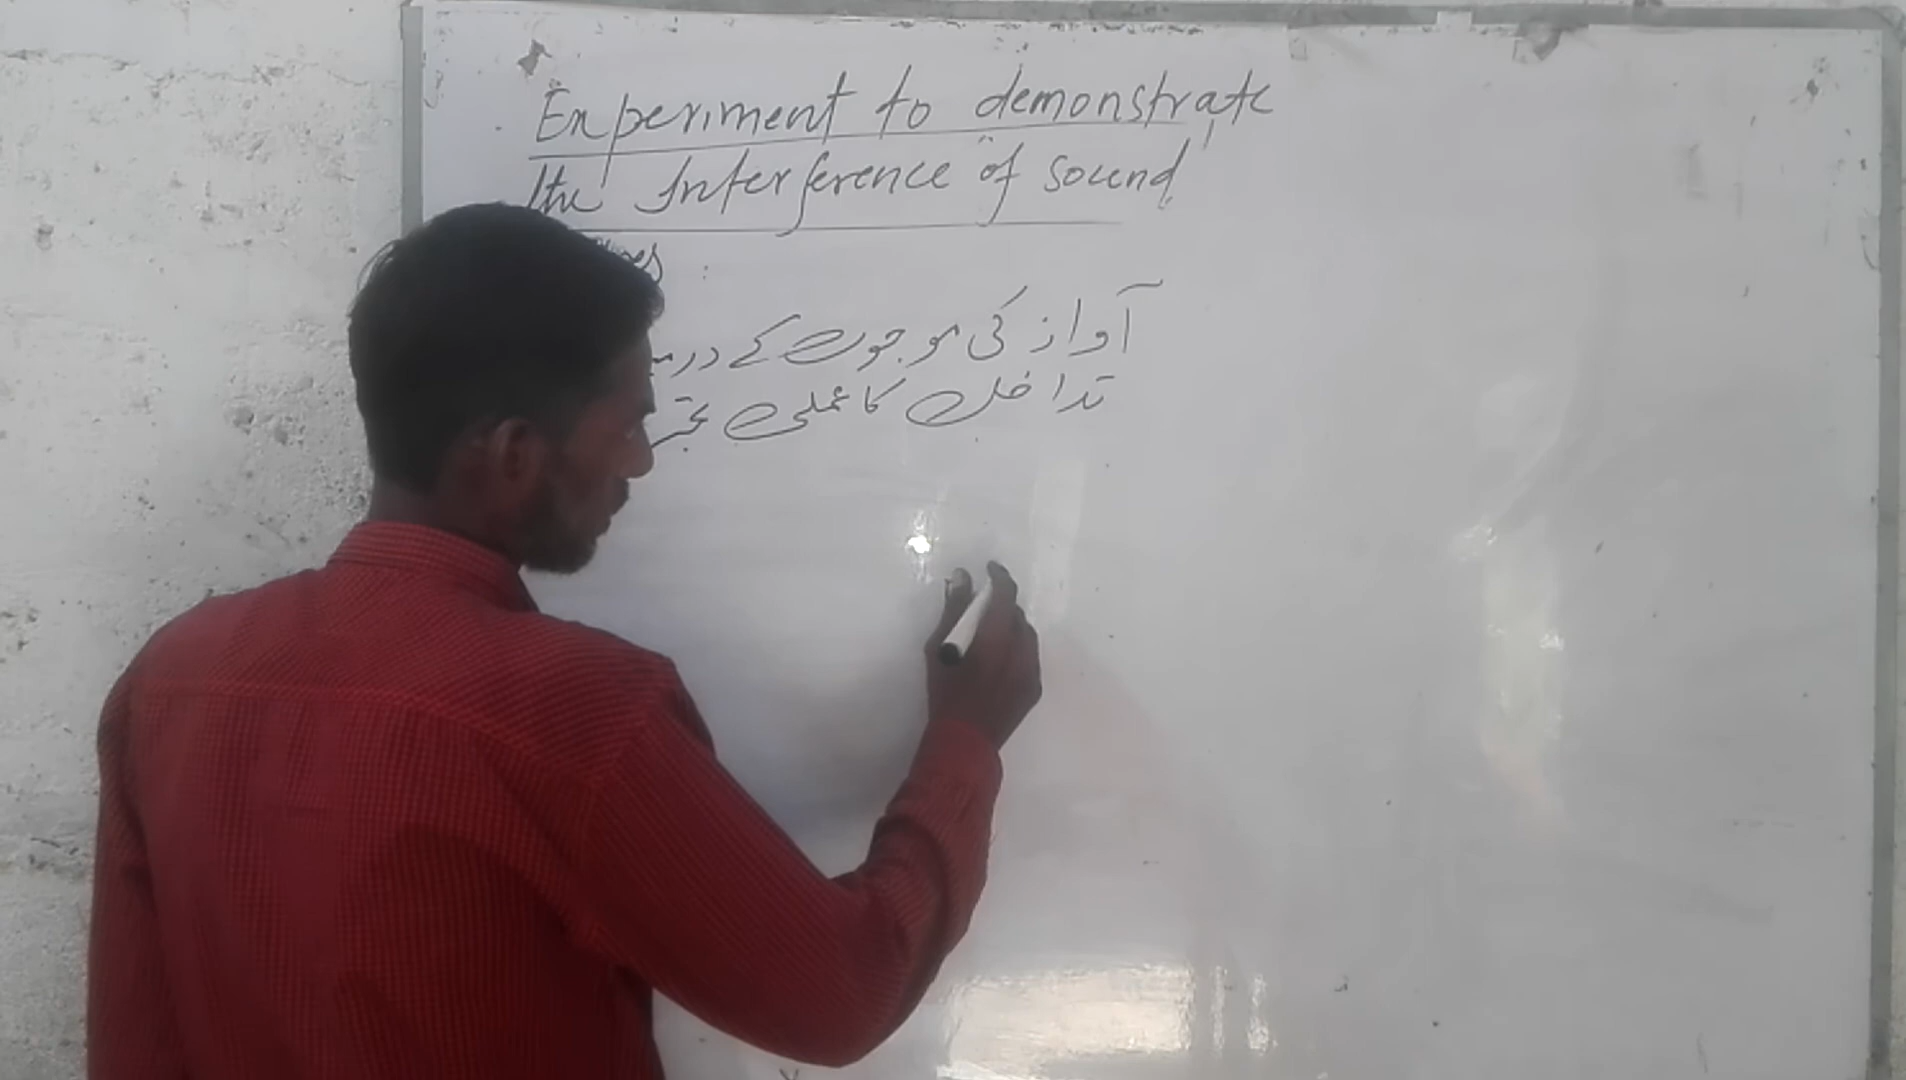 Experiment to demonstrate
the Interference of sound
آواز کی موجوں کے
تداخل کا عملی